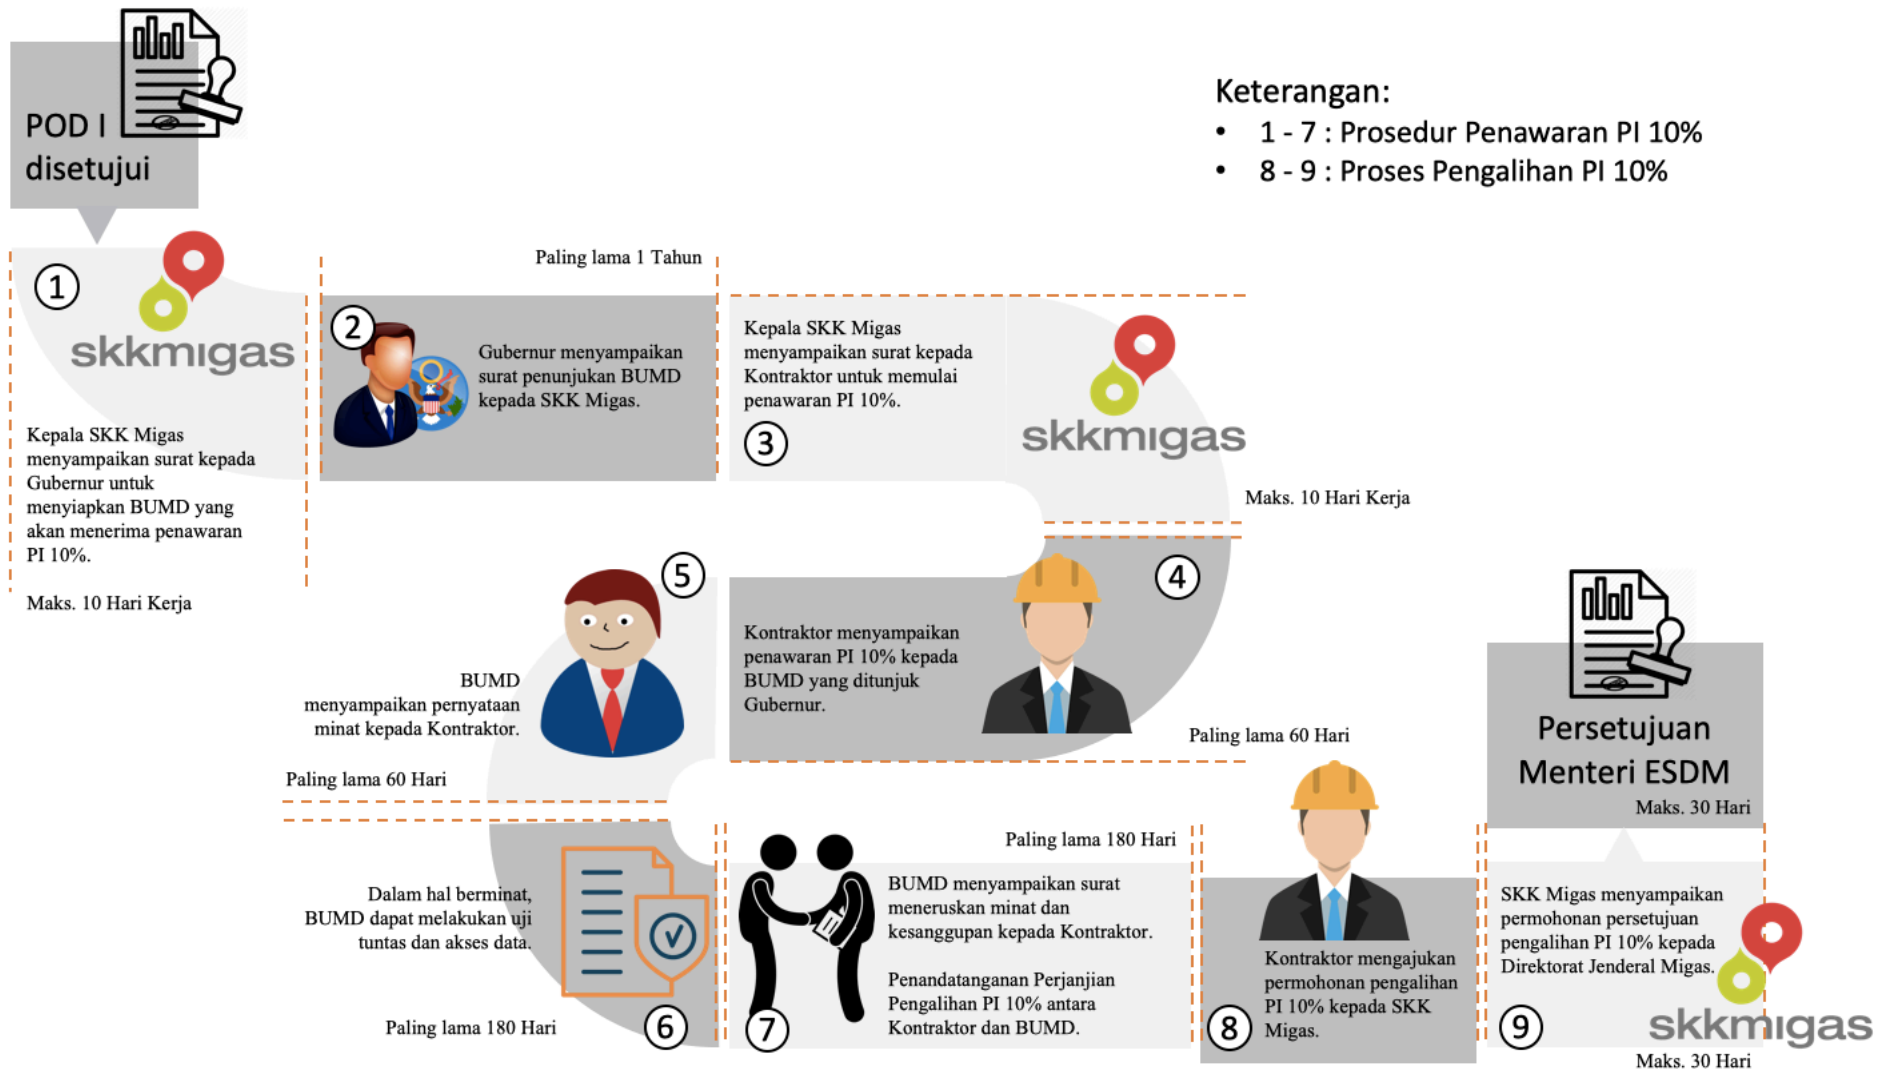 POD I
disetujui
Keterangan:
• 1 - 7 : Prosedur Penawaran PI 10%
• 8 - 9 : Proses Pengalihan PI 10%
1
skkmigas
Kepala SKK Migas
menyampaikan surat kepada
Gubernur untuk
menyiapkan BUMD yang
akan menerima penawaran
PI 10%.
Maks. 10 Hari Kerja
Paling lama 1 Tahun
2
Gubernur menyampaikan
surat penunjukan BUMD
kepada SKK Migas.
Kepala SKK Migas
menyampaikan surat kepada
Kontraktor untuk memulai
penawaran PI 10%.
3
skkmigas
Maks. 10 Hari Kerja
4
Kontraktor menyampaikan
penawaran PI 10% kepada
BUMD yang ditunjuk
Gubernur.
Paling lama 60 Hari
5
BUMD
menyampaikan pernyataan
minat kepada Kontraktor.
Paling lama 60 Hari
Dalam hal berminat,
BUMD dapat melakukan uji
tuntas dan akses data.
Paling lama 180 Hari
6
Paling lama 180 Hari
BUMD menyampaikan surat
meneruskan minat dan
kesanggupan kepada Kontraktor.
Penandatanganan Perjanjian
Pengalihan PI 10% antara
Kontraktor dan BUMD.
7
Kontraktor mengajukan
permohonan pengalihan
PI 10% kepada SKK
Migas.
8
Persetujuan
Menteri ESDM
Maks. 30 Hari
SKK Migas menyampaikan
permohonan persetujuan
pengalihan PI 10% kepada
Direktorat Jenderal Migas.
9
skkmigas
Maks. 30 Hari